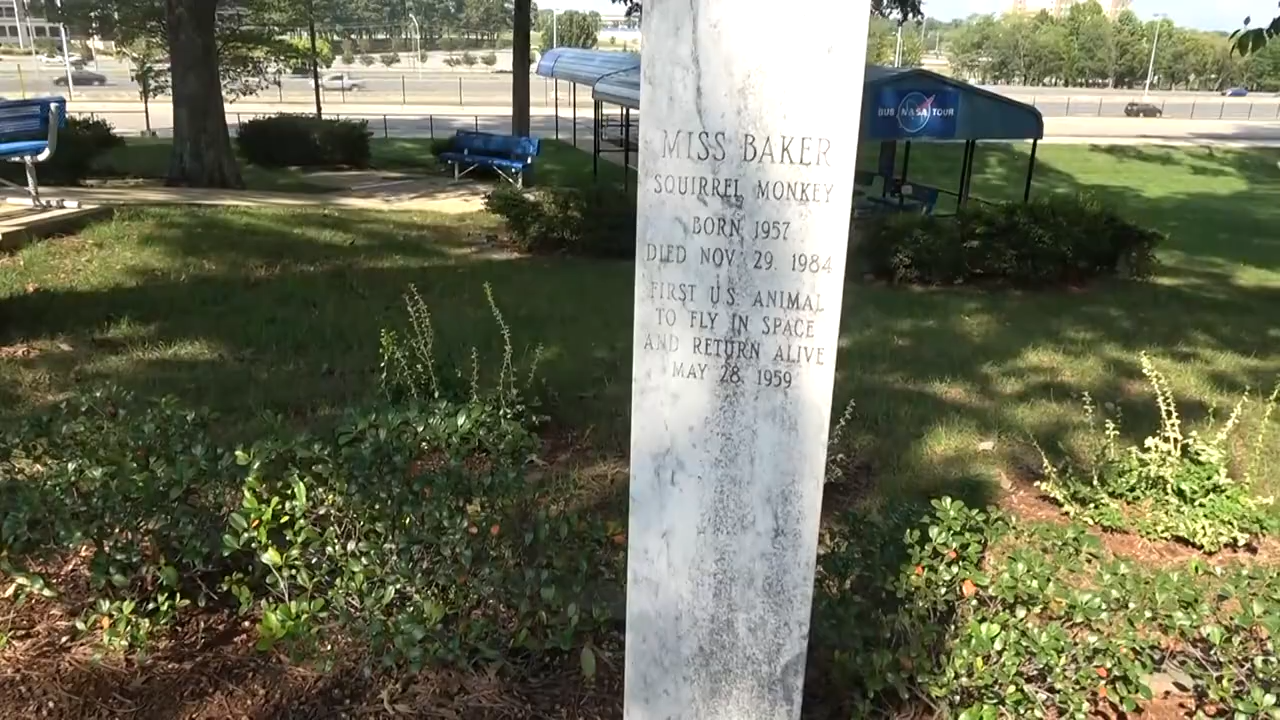 MISS BAKER
SQUIRREL MONKEY
BORN 1957
DIED NOV. 29. 1984
FIRST U.S. ANIMAL
TO FLY IN SPACE
AND RETURN ALIVE
MAY 28, 1959
BUS NASA TOUR